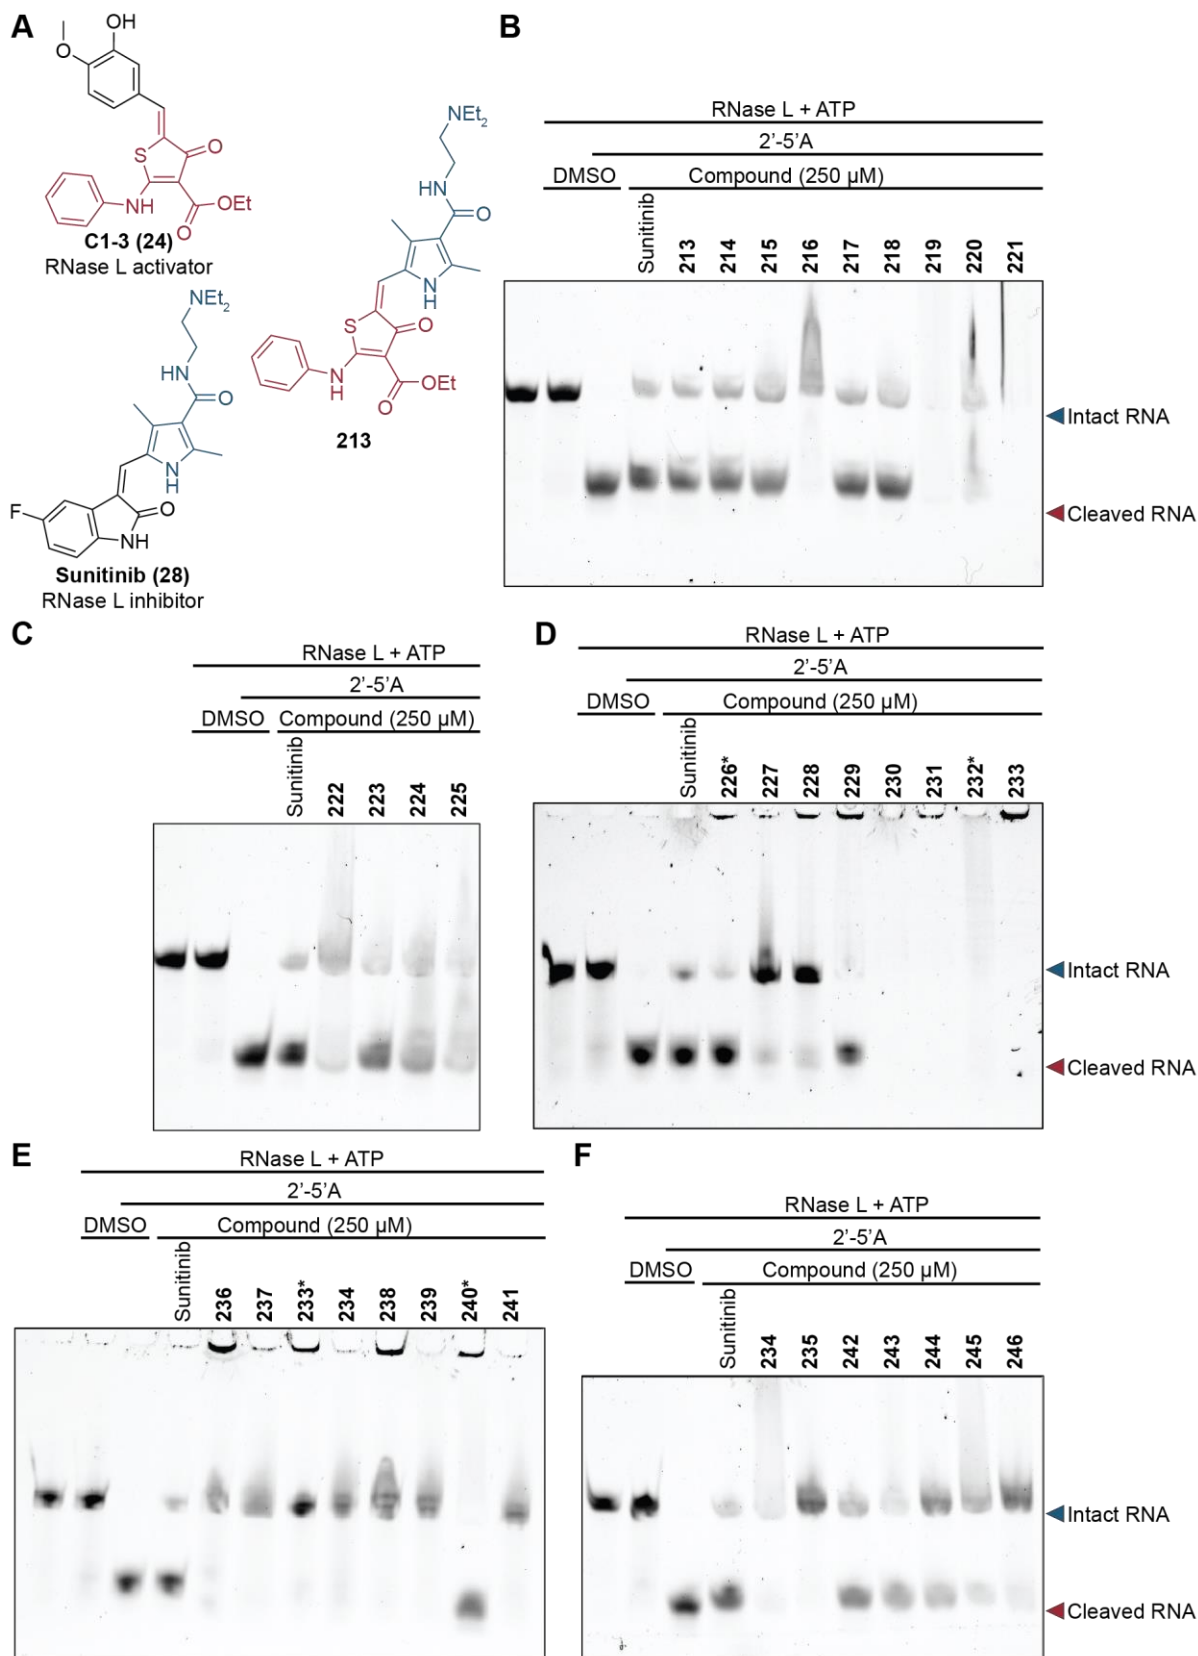 A
OH
O
S
O
NH
O
OEt
C1-3 (24)
RNase L activator
NEt2
HN
O
N
H
F
O
NH
Sunitinib (28)
RNase L inhibitor
NEt2
HN
O
N
H
S
O
N
H
O
OEt
213
B
RNase L + ATP
2'-5'A
DMSO Compound (250 µM)
Sunitinib 213 214 215 216 217 218 219 220 221
Intact RNA
Cleaved RNA
C
RNase L + ATP
2'-5'A
DMSO Compound (250 µM)
Sunitinib 222 223 224 225
D
RNase L + ATP
2'-5'A
DMSO Compound (250 µM)
Sunitinib 226* 227 228 229 230 231 232* 233
Intact RNA
Cleaved RNA
E
RNase L + ATP
2'-5'A
DMSO Compound (250 µM)
Sunitinib 236 237 233* 234 238 239 240* 241
F
RNase L + ATP
2'-5'A
DMSO Compound (250 µM)
Sunitinib 234 235 242 243 244 245 246
Intact RNA
Cleaved RNA